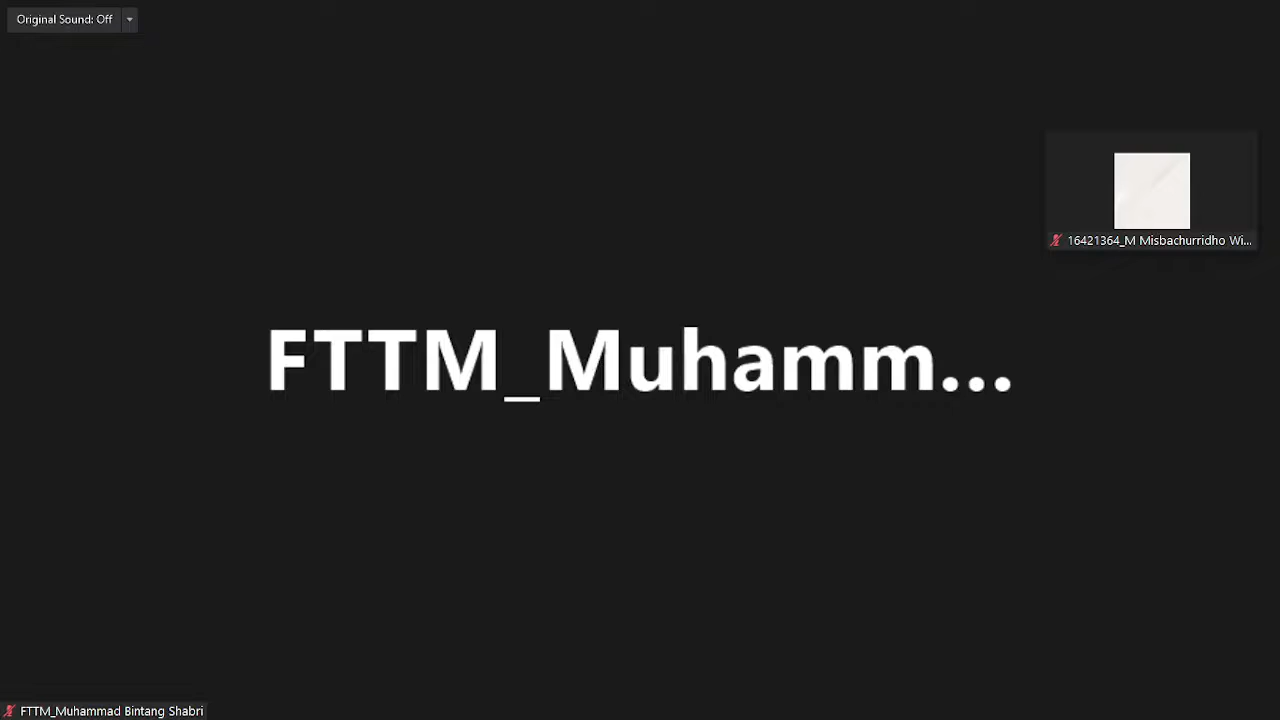 Original Sound: Off
16421364_M Misbachurridho Wi...
FTTM_Muhamm...
FTTM_Muhammad Bintang Shabri